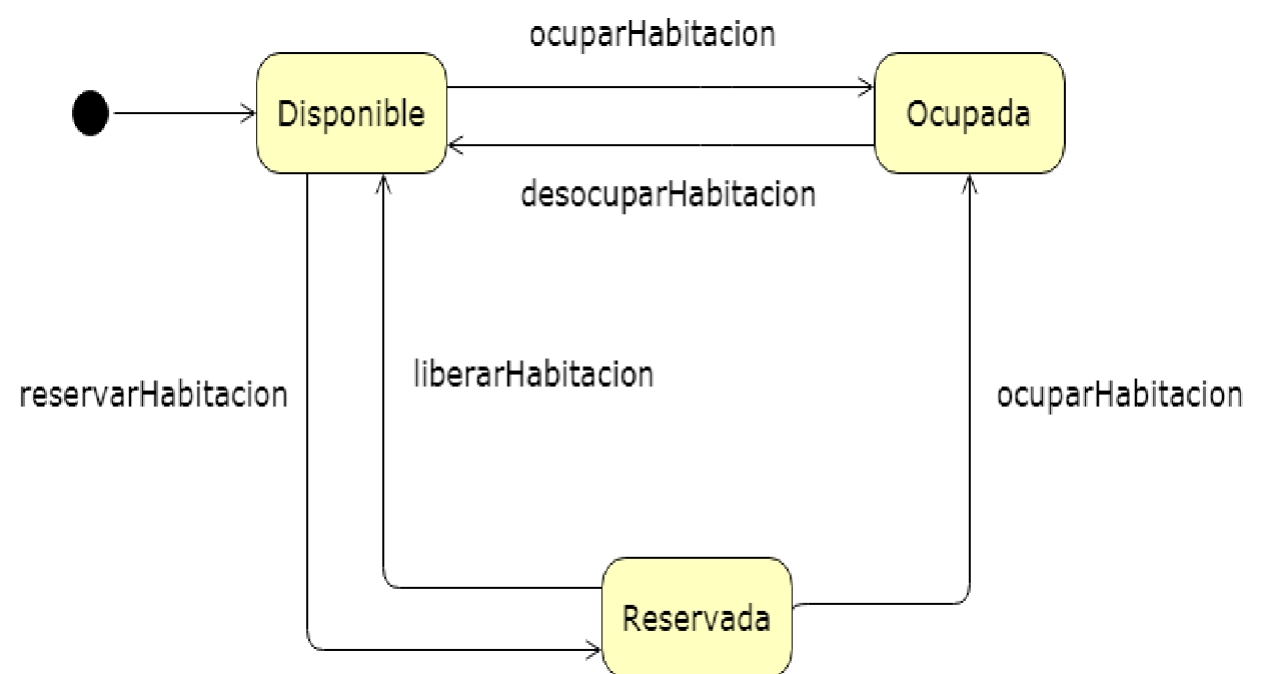 ocuparHabitacion
Disponible
Ocupada
desocuparHabitacion
liberarHabitacion
reservarHabitacion
ocuparHabitacion
Reservada